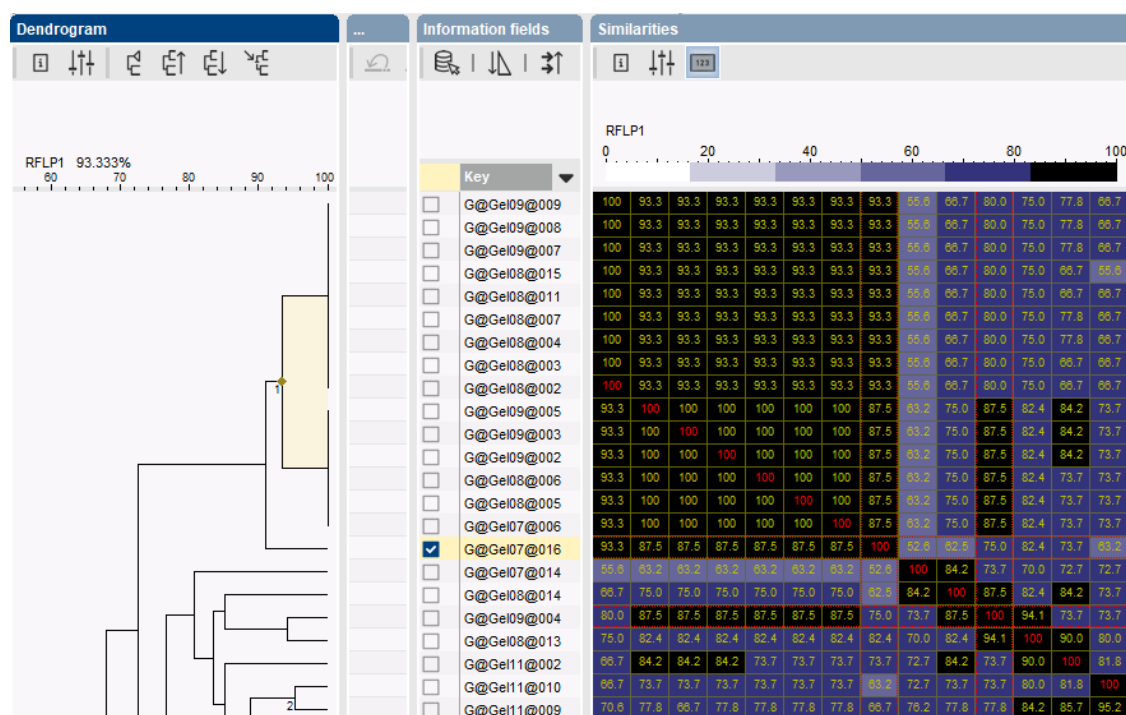 Dendrogram
...
Information fields
Similarities
123
RFLP1
RFLP1 93.333%
0 20 40 60 80 100
60 70 80 90 100
Key
G@Gel09@009 100 93.3 93.3 93.3 93.3 93.3 93.3 93.3 55.6 66.7 80.0 75.0 77.8 66.7
G@Gel09@008 100 93.3 93.3 93.3 93.3 93.3 93.3 93.3 55.6 66.7 80.0 75.0 77.8 66.7
G@Gel09@007 100 93.3 93.3 93.3 93.3 93.3 93.3 93.3 55.6 66.7 80.0 75.0 77.8 66.7
G@Gel08@015 100 93.3 93.3 93.3 93.3 93.3 93.3 93.3 55.6 66.7 80.0 75.0 66.7 55.6
G@Gel08@011 100 93.3 93.3 93.3 93.3 93.3 93.3 93.3 55.6 66.7 80.0 75.0 66.7 66.7
G@Gel08@007 100 93.3 93.3 93.3 93.3 93.3 93.3 93.3 55.6 66.7 80.0 75.0 77.8 66.7
G@Gel08@004 100 93.3 93.3 93.3 93.3 93.3 93.3 93.3 55.6 66.7 80.0 75.0 77.8 66.7
G@Gel08@003 100 93.3 93.3 93.3 93.3 93.3 93.3 93.3 55.6 66.7 80.0 75.0 66.7 66.7
1 G@Gel08@002 100 93.3 93.3 93.3 93.3 93.3 93.3 93.3 55.6 66.7 80.0 75.0 66.7 66.7
G@Gel09@005 93.3 100 100 100 100 100 100 87.5 63.2 75.0 87.5 82.4 84.2 73.7
G@Gel09@003 93.3 100 100 100 100 100 100 87.5 63.2 75.0 87.5 82.4 84.2 73.7
G@Gel09@002 93.3 100 100 100 100 100 100 87.5 63.2 75.0 87.5 82.4 84.2 73.7
G@Gel08@006 93.3 100 100 100 100 100 100 87.5 63.2 75.0 87.5 82.4 73.7 73.7
G@Gel08@005 93.3 100 100 100 100 100 100 87.5 63.2 75.0 87.5 82.4 73.7 73.7
G@Gel07@006 93.3 100 100 100 100 100 100 87.5 63.2 75.0 87.5 82.4 73.7 73.7
G@Gel07@016 93.3 87.5 87.5 87.5 87.5 87.5 87.5 100 52.6 62.5 75.0 82.4 73.7 63.2
G@Gel07@014 55.6 63.2 63.2 63.2 63.2 63.2 63.2 52.6 100 84.2 73.7 70.0 72.7 72.7
G@Gel08@014 66.7 75.0 75.0 75.0 75.0 75.0 75.0 62.5 84.2 100 87.5 82.4 84.2 73.7
G@Gel09@004 80.0 87.5 87.5 87.5 87.5 87.5 87.5 75.0 73.7 87.5 100 94.1 73.7 73.7
G@Gel08@013 75.0 82.4 82.4 82.4 82.4 82.4 82.4 82.4 70.0 82.4 94.1 100 90.0 80.0
G@Gel11@002 66.7 84.2 84.2 84.2 73.7 73.7 73.7 73.7 72.7 84.2 73.7 90.0 100 81.8
G@Gel11@010 66.7 73.7 73.7 73.7 73.7 73.7 73.7 63.2 72.7 73.7 73.7 80.0 81.8 100
2 G@Gel11@009 70.6 77.8 66.7 77.8 77.8 77.8 77.8 66.7 76.2 77.8 77.8 84.2 85.7 95.2